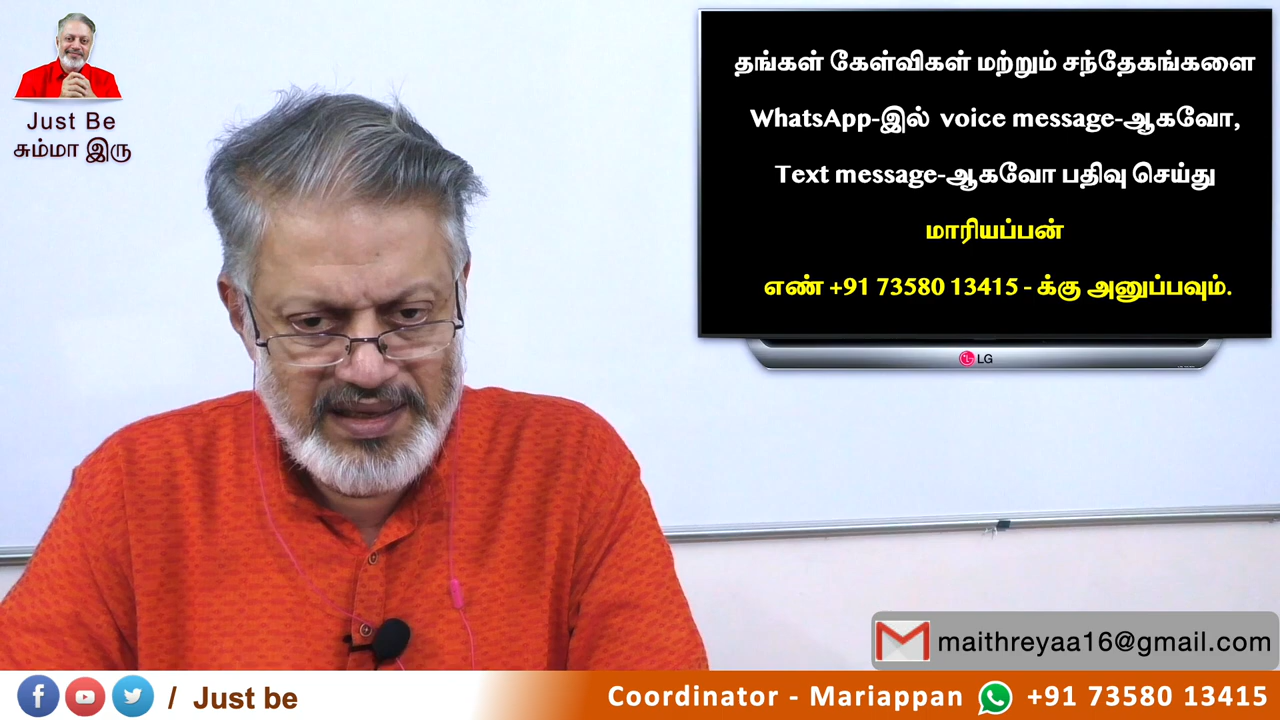 Just Be
சும்மா இரு
தங்கள் கேள்விகள் மற்றும் சந்தேகங்களை
WhatsApp-இல் voice message-ஆகவோ,
Text message-ஆகவோ பதிவு செய்து
மாரியப்பன்
எண் +91 73580 13415 - க்கு அனுப்பவும்.
LG
maithreyaa16@gmail.com
/ Just be
Coordinator - Mariappan +91 73580 13415